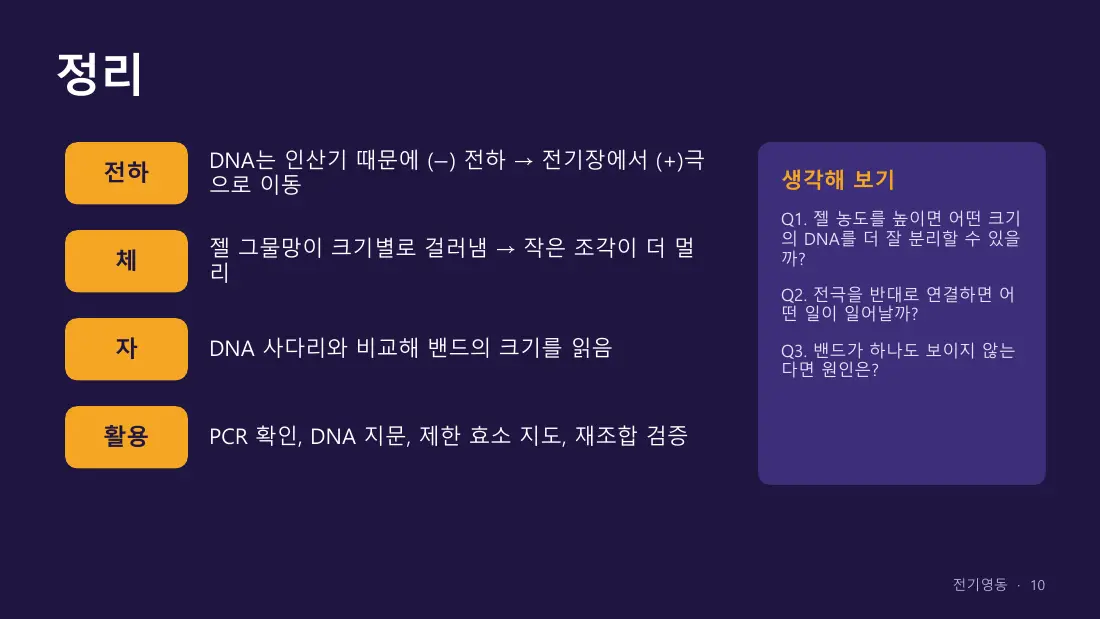 정리
전하
DNA는 인산기 때문에 (−) 전하 → 전기장에서 (+)극
으로 이동
체
젤 그물망이 크기별로 걸러냄 → 작은 조각이 더 멀
리
자
DNA 사다리와 비교해 밴드의 크기를 읽음
활용
PCR 확인, DNA 지문, 제한 효소 지도, 재조합 검증
생각해 보기
Q1. 젤 농도를 높이면 어떤 크기
의 DNA를 더 잘 분리할 수 있을
까?
Q2. 전극을 반대로 연결하면 어
떤 일이 일어날까?
Q3. 밴드가 하나도 보이지 않는
다면 원인은?
전기영동 · 10